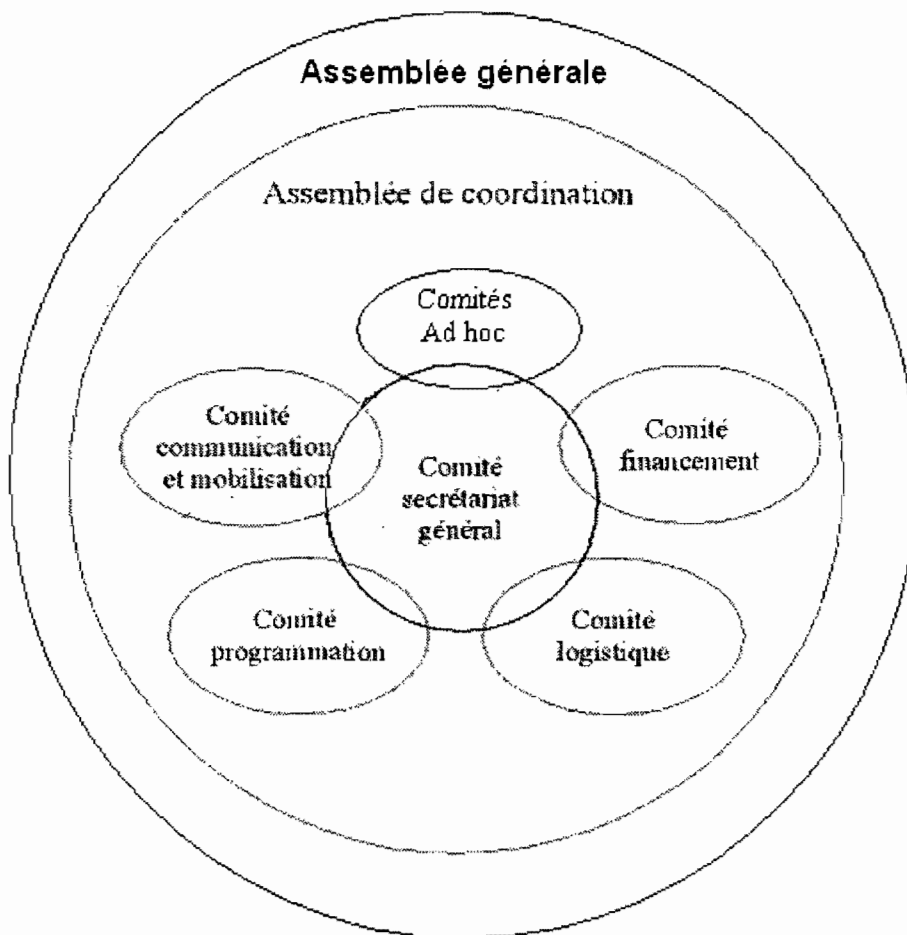 Assemblée générale
Assemblée de coordination
Comités
Ad hoc
Comité
communication
et mobilisation
Comité
financement
Comité
secrétariat
général
Comité
programmation
Comité
logistique